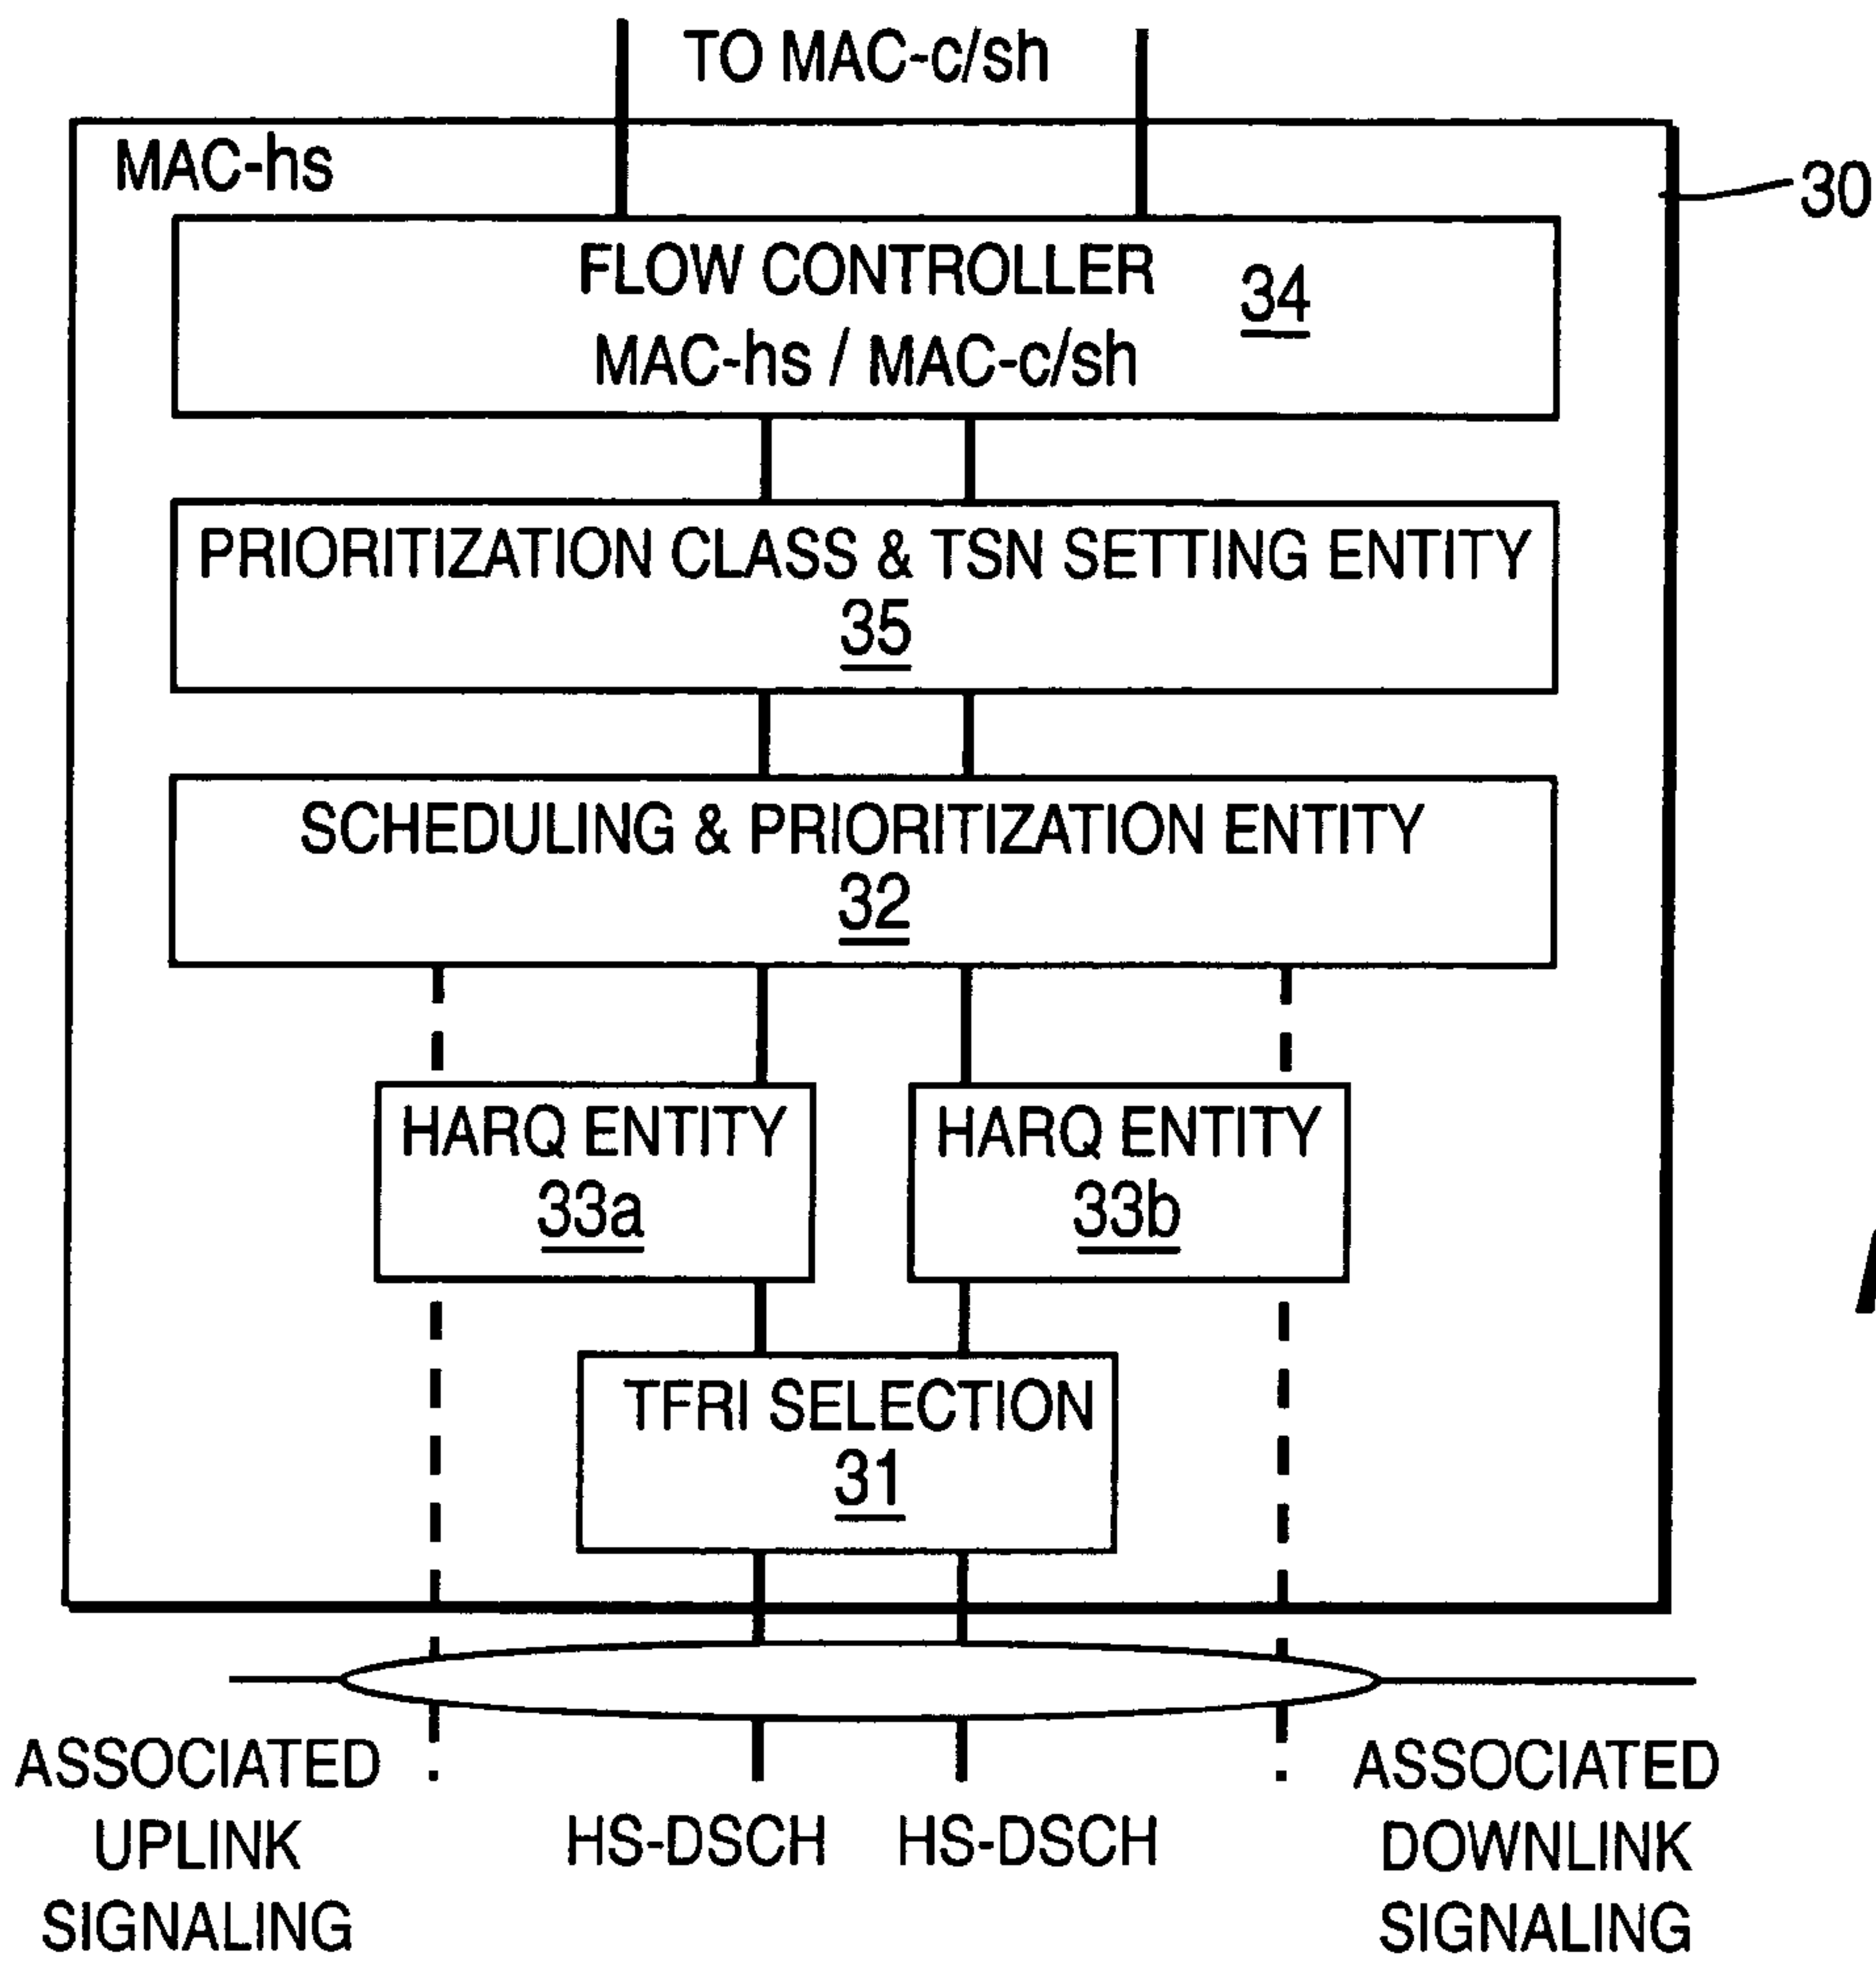 TO MAC-c/sh
MAC-hs
30
FLOW CONTROLLER
34
MAC-hs / MAC-c/sh
PRIORITIZATION CLASS & TSN SETTING ENTITY
35
SCHEDULING & PRIORITIZATION ENTITY
32
HARQ ENTITY
33a
HARQ ENTITY
33b
TFRI SELECTION
31
ASSOCIATED
UPLINK
SIGNALING
HS-DSCH
HS-DSCH
ASSOCIATED
DOWNLINK
SIGNALING